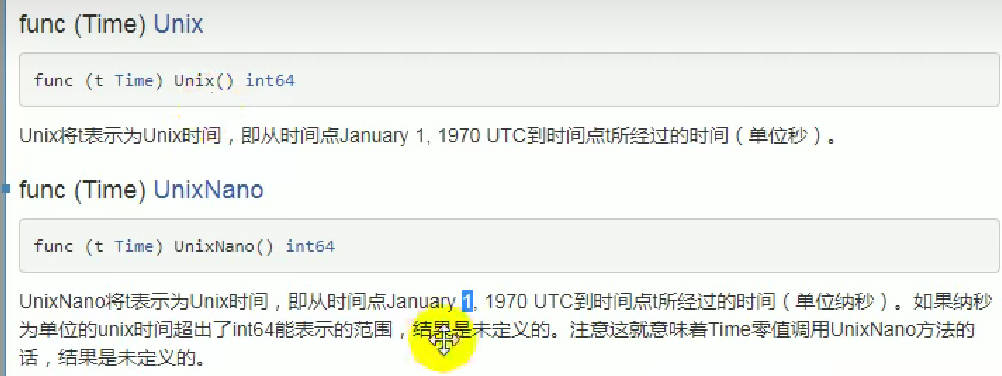 func (Time) Unix
func (t Time) Unix() int64
Unix将t表示为Unix时间，即从时间点January 1, 1970 UTC到时间点t所经过的时间（单位秒）。
func (Time) UnixNano
func (t Time) UnixNano() int64
UnixNano将t表示为Unix时间，即从时间点January 1, 1970 UTC到时间点t所经过的时间（单位纳秒）。如果纳秒
为单位的unix时间超出了int64能表示的范围，结果是未定义的。注意这就意味着Time零值调用UnixNano方法的
话，结果是未定义的。